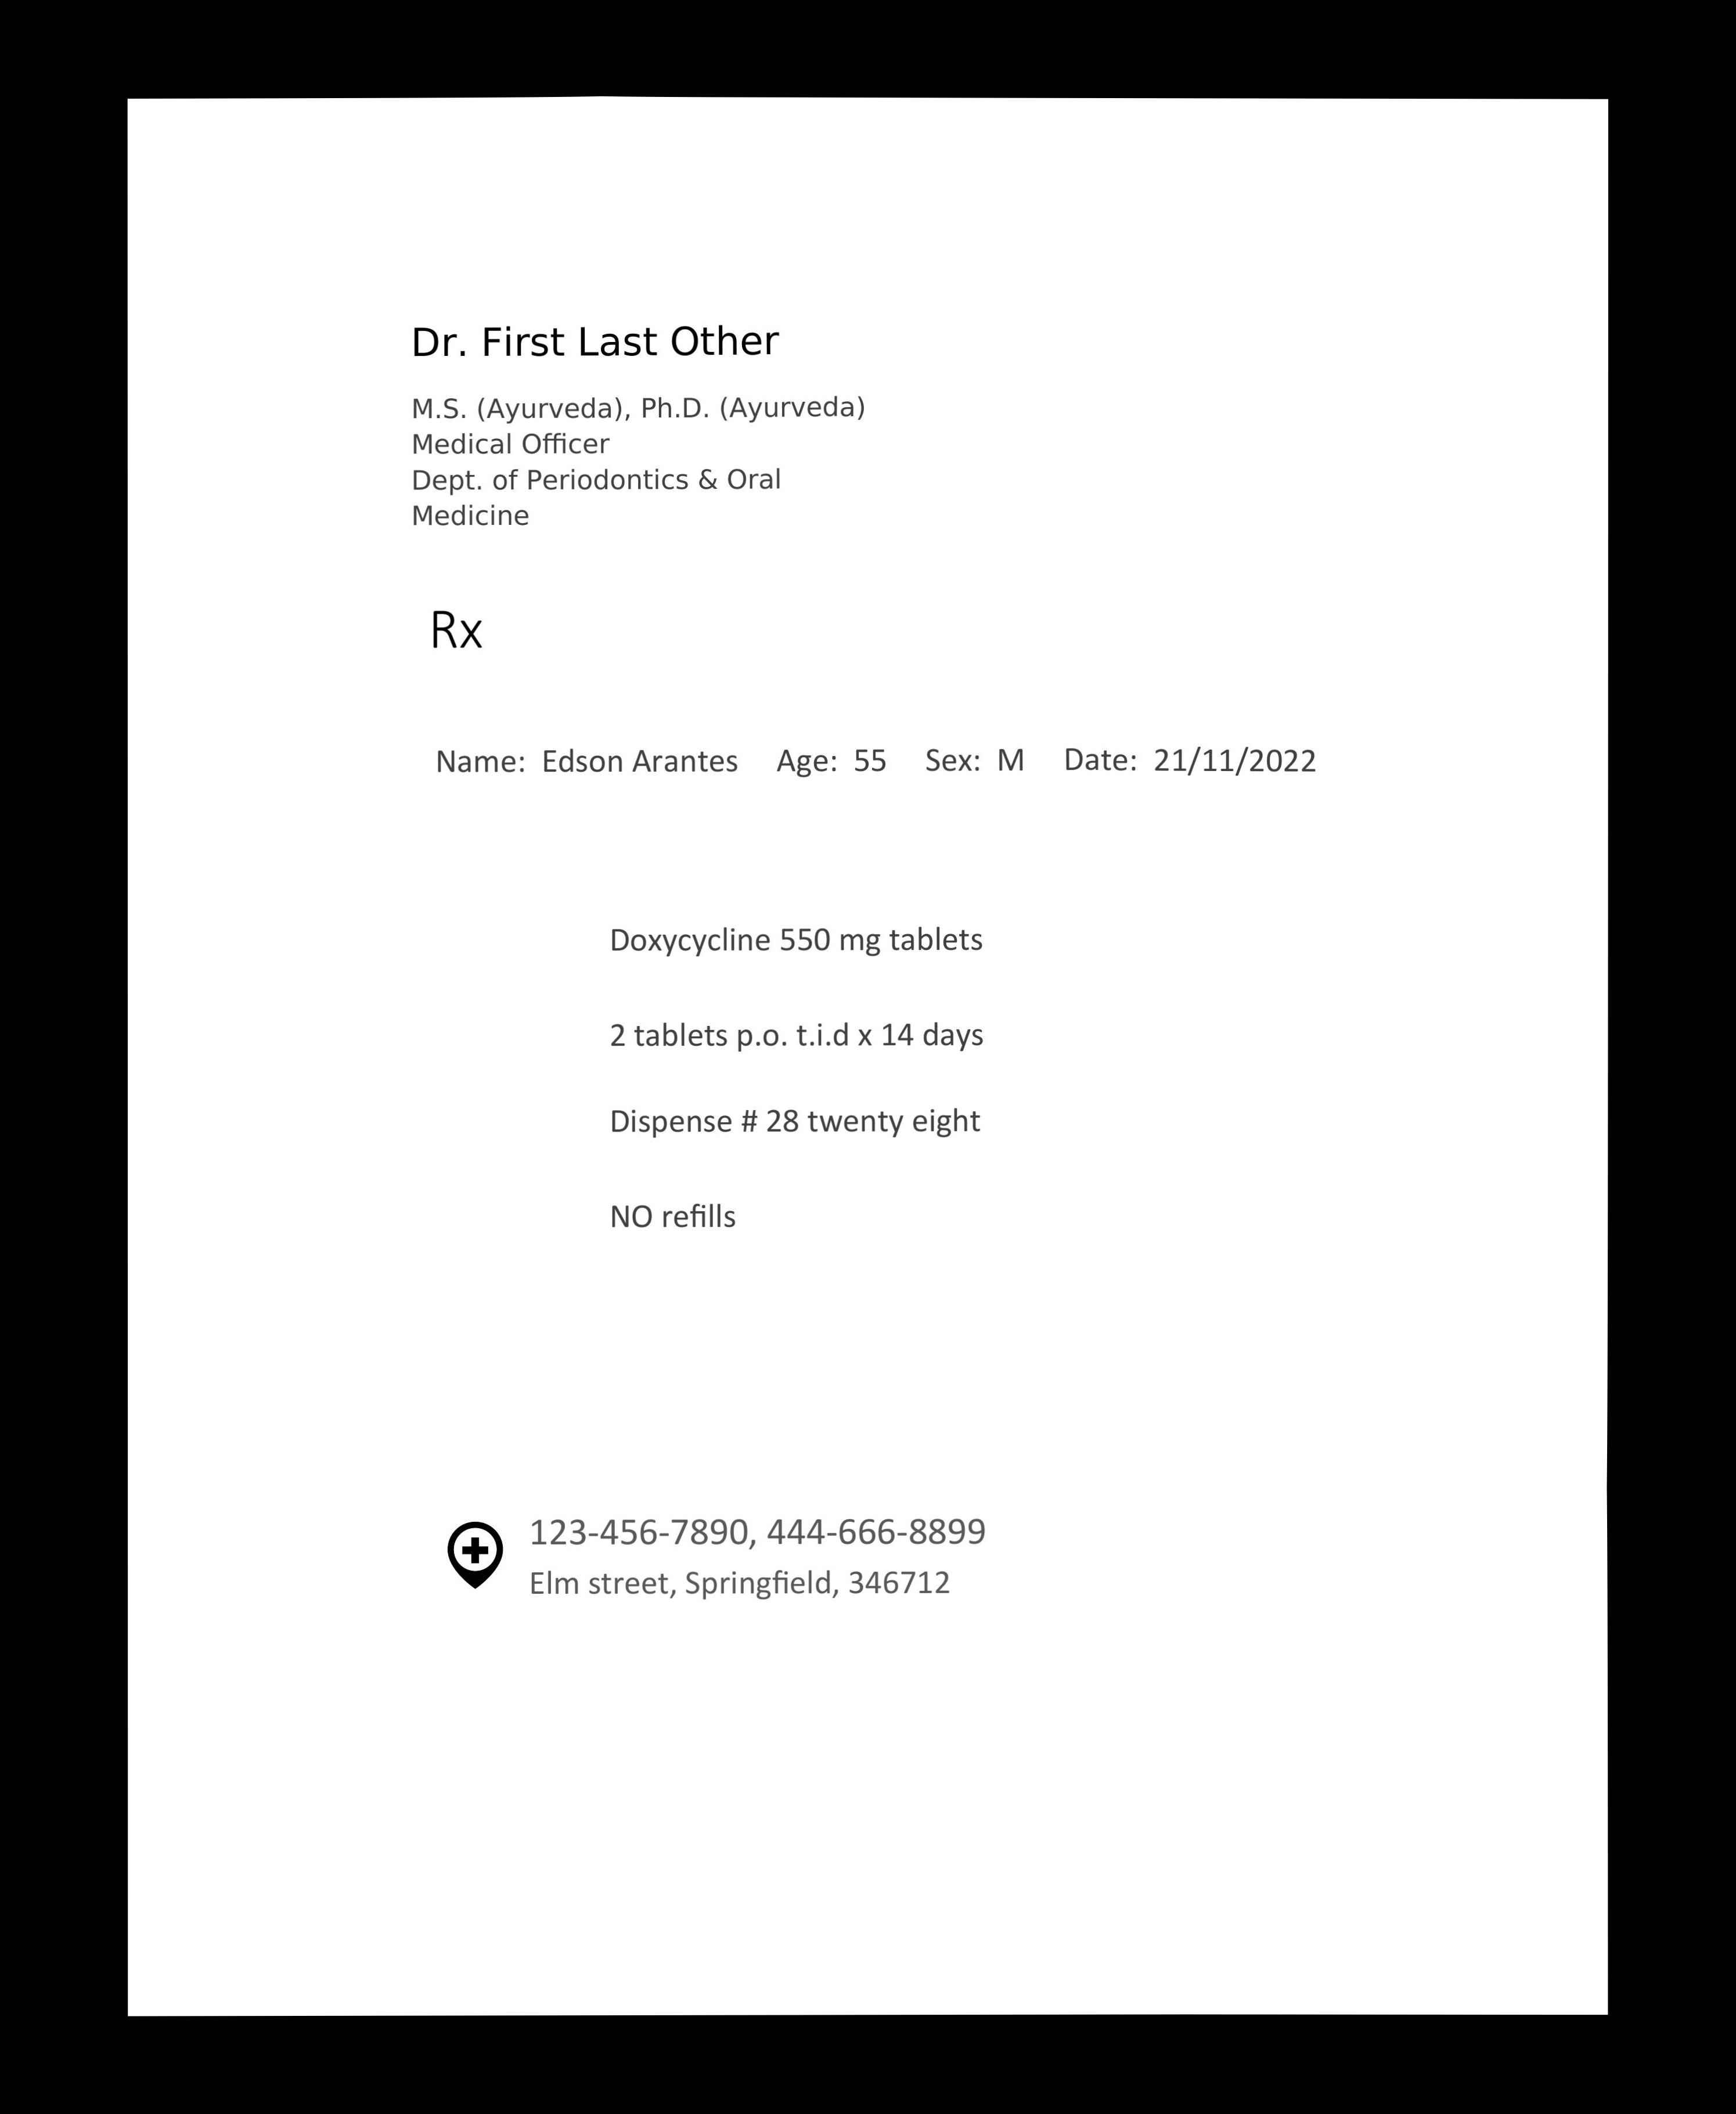 Dr. First Last Other
M.S. (Ayurveda), Ph.D. (Ayurveda)
Medical Officer
Dept. of Periodontics & Oral
Medicine
Rx
Name: Edson Arantes Age: 55 Sex: M Date: 21/11/2022
Doxycycline 550 mg tablets
2 tablets p.o. t.i.d x 14 days
Dispense # 28 twenty eight
NO refills
123-456-7890, 444-666-8899
Elm street, Springfield, 346712